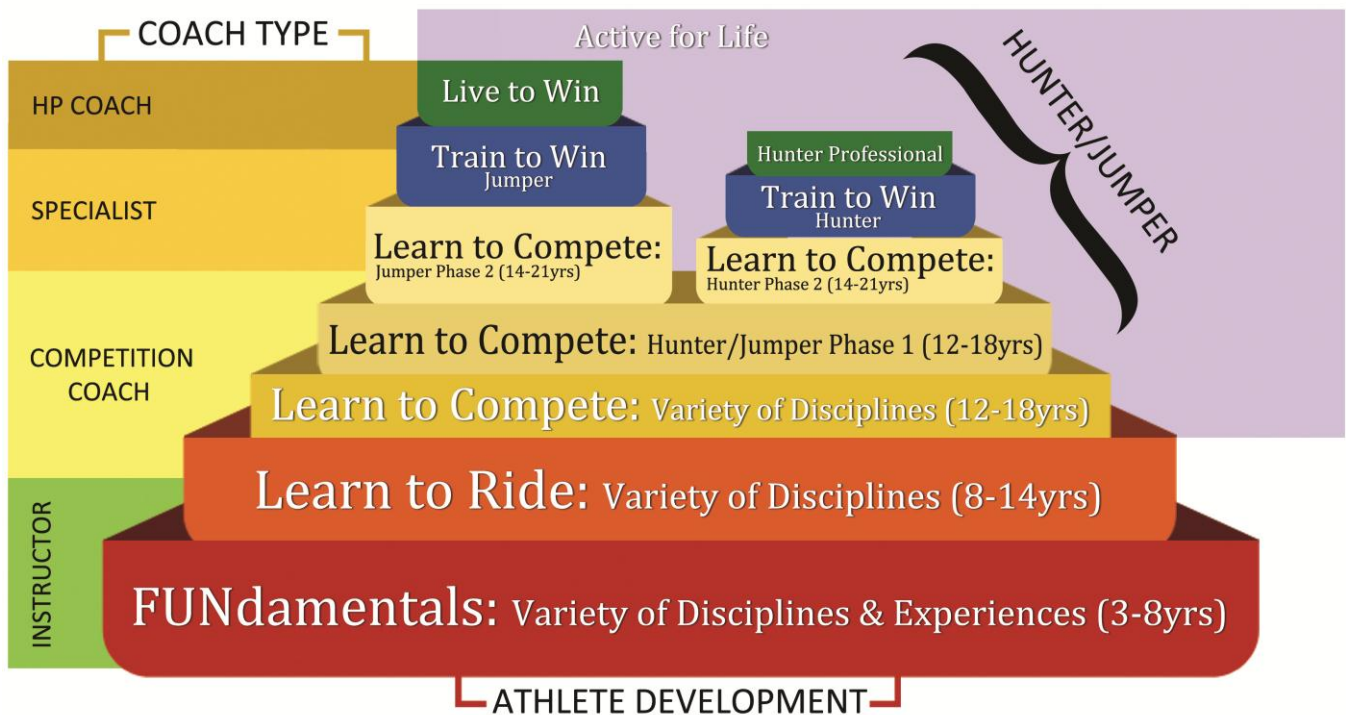 COACH TYPE
Active for Life
HUNTER/JUMPER
HP COACH
Live to Win
Train to Win
Jumper
Hunter Professional
SPECIALIST
Train to Win
Hunter
Learn to Compete:
Jumper Phase 2 (14-21yrs)
Learn to Compete:
Hunter Phase 2 (14-21yrs)
COMPETITION
COACH
Learn to Compete: Hunter/Jumper Phase 1 (12-18yrs)
Learn to Compete: Variety of Disciplines (12-18yrs)
Learn to Ride: Variety of Disciplines (8-14yrs)
INSTRUCTOR
FUNdamentals: Variety of Disciplines & Experiences (3-8yrs)
ATHLETE DEVELOPMENT